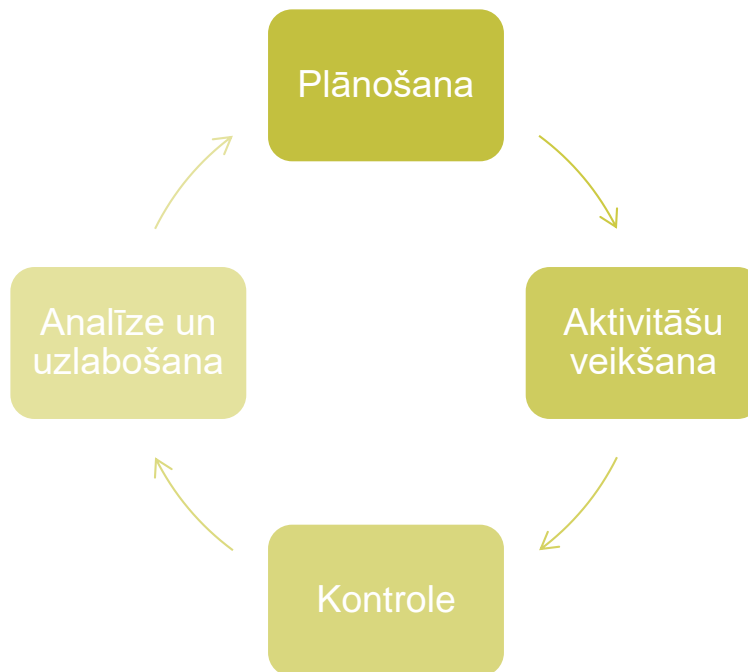 Plānošana
Aktivitāšu
veikšana
Kontrole
Analīze un
uzlabošana